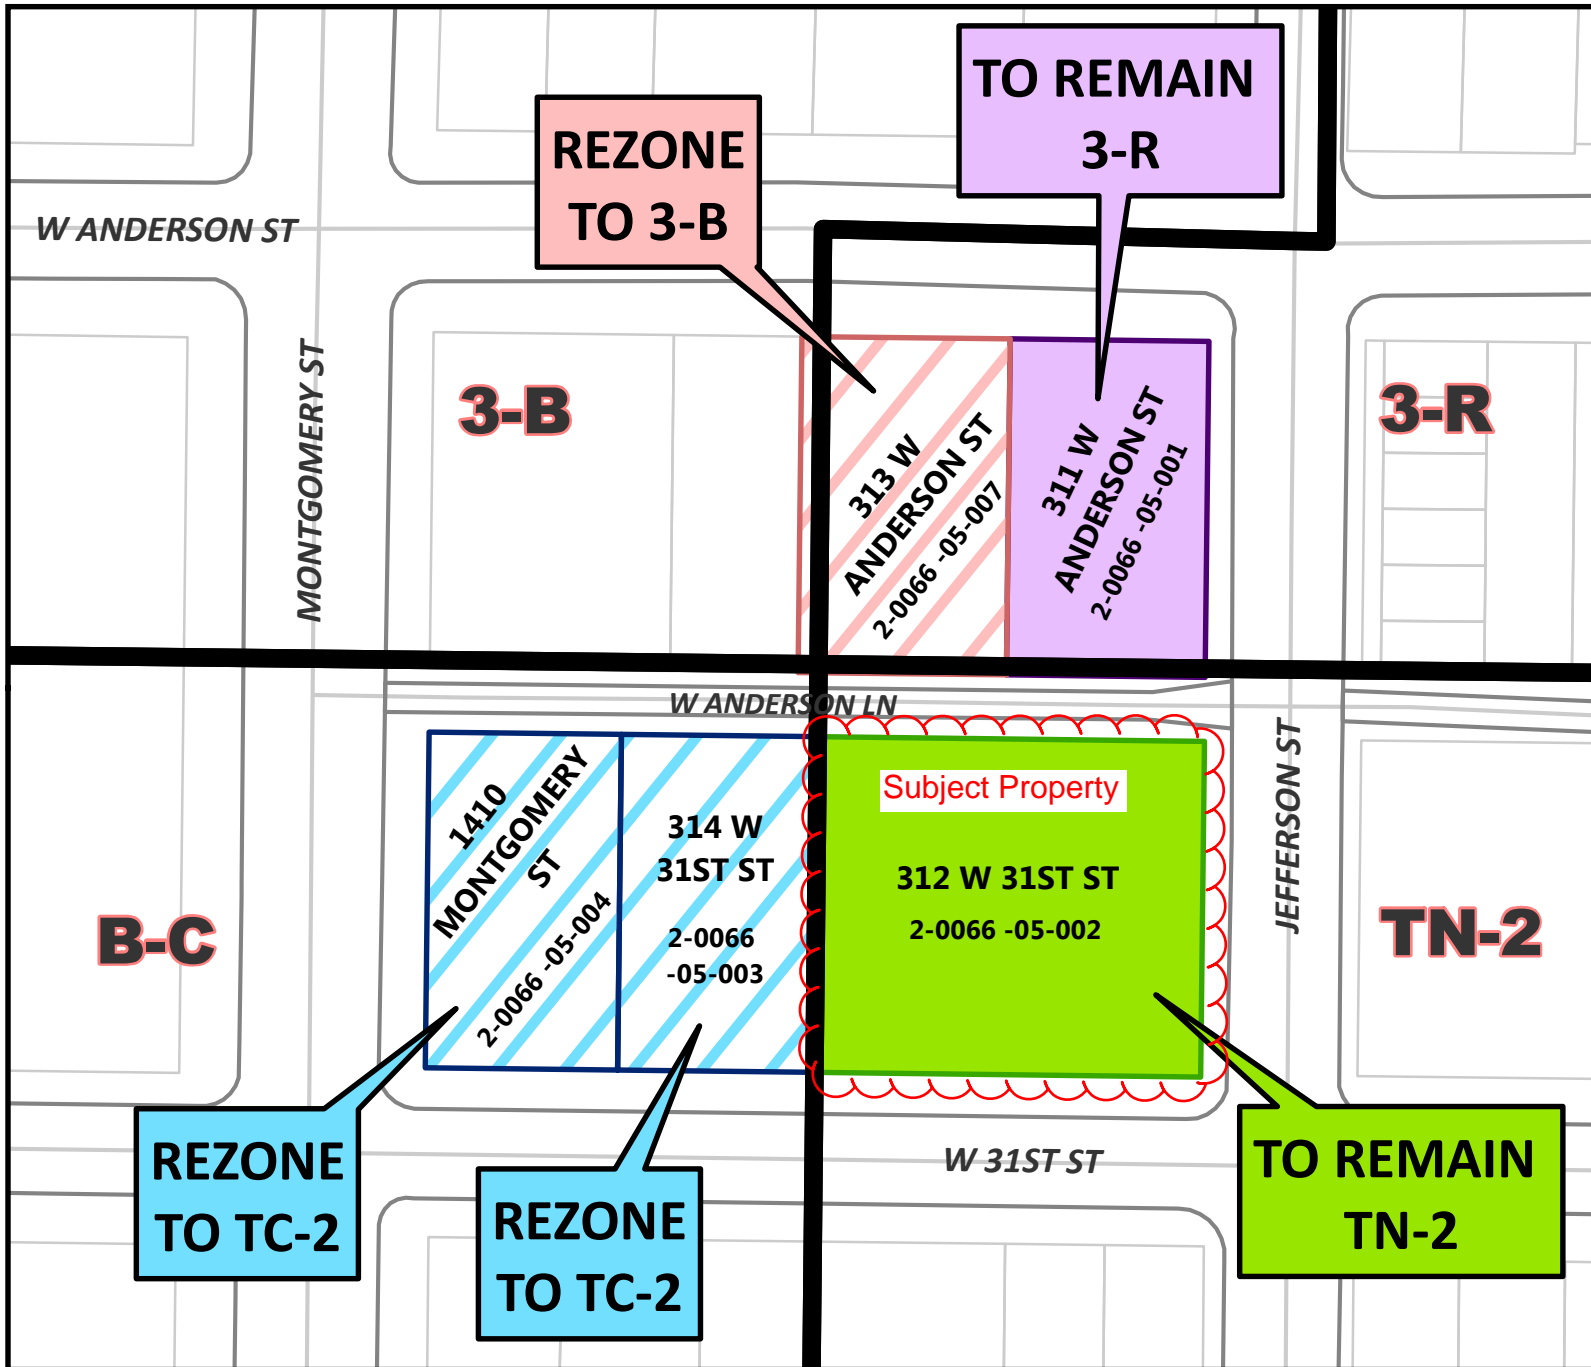 TO REMAIN
3-R
REZONE
TO 3-B
W ANDERSON ST
MONTGOMERY ST
3-B
3-R
313 W
ANDERSON ST
2-0066 -05-007
311 W
ANDERSON ST
2-0066 -05-001
W ANDERSON LN
1410
MONTGOMERY
ST
2-0066 -05-004
314 W
31ST ST
2-0066
-05-003
Subject Property
312 W 31ST ST
2-0066 -05-002
JEFFERSON ST
B-C
TN-2
REZONE
TO TC-2
REZONE
TO TC-2
W 31ST ST
TO REMAIN
TN-2